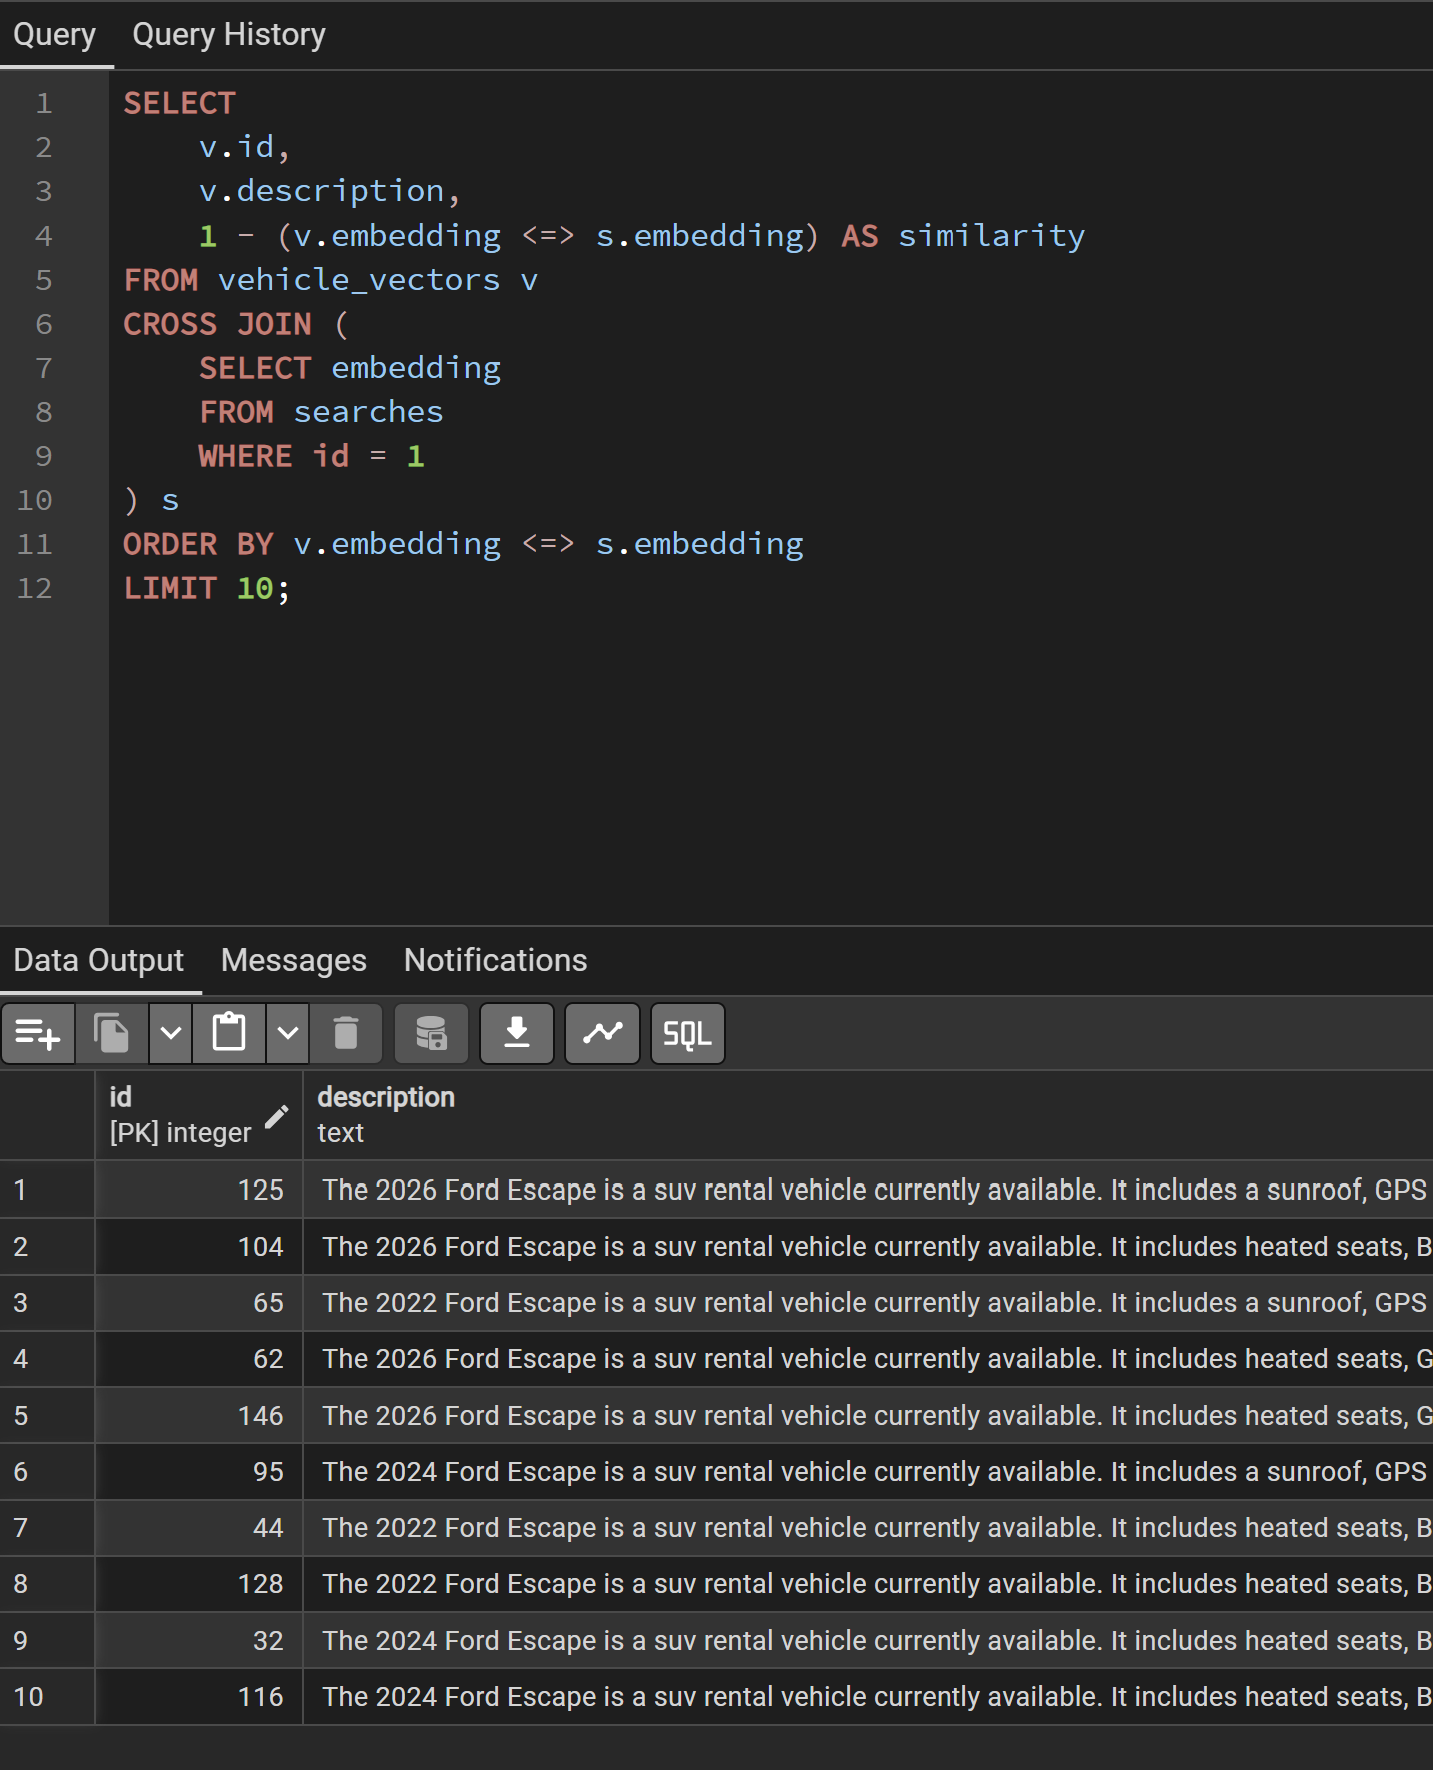 Query Query History
1 SELECT
2 v.id,
3 v.description,
4 1 - (v.embedding <=> s.embedding) AS similarity
5 FROM vehicle_vectors v
6 CROSS JOIN (
7 SELECT embedding
8 FROM searches
9 WHERE id = 1
10 ) s
11 ORDER BY v.embedding <=> s.embedding
12 LIMIT 10;
Data Output Messages Notifications
SQL
id description
[PK] integer text
1 125 The 2026 Ford Escape is a suv rental vehicle currently available. It includes a sunroof, GPS
2 104 The 2026 Ford Escape is a suv rental vehicle currently available. It includes heated seats, B
3 65 The 2022 Ford Escape is a suv rental vehicle currently available. It includes a sunroof, GPS
4 62 The 2026 Ford Escape is a suv rental vehicle currently available. It includes heated seats, G
5 146 The 2026 Ford Escape is a suv rental vehicle currently available. It includes heated seats, G
6 95 The 2024 Ford Escape is a suv rental vehicle currently available. It includes a sunroof, GPS
7 44 The 2022 Ford Escape is a suv rental vehicle currently available. It includes heated seats, B
8 128 The 2022 Ford Escape is a suv rental vehicle currently available. It includes heated seats, B
9 32 The 2024 Ford Escape is a suv rental vehicle currently available. It includes heated seats, B
10 116 The 2024 Ford Escape is a suv rental vehicle currently available. It includes heated seats, B